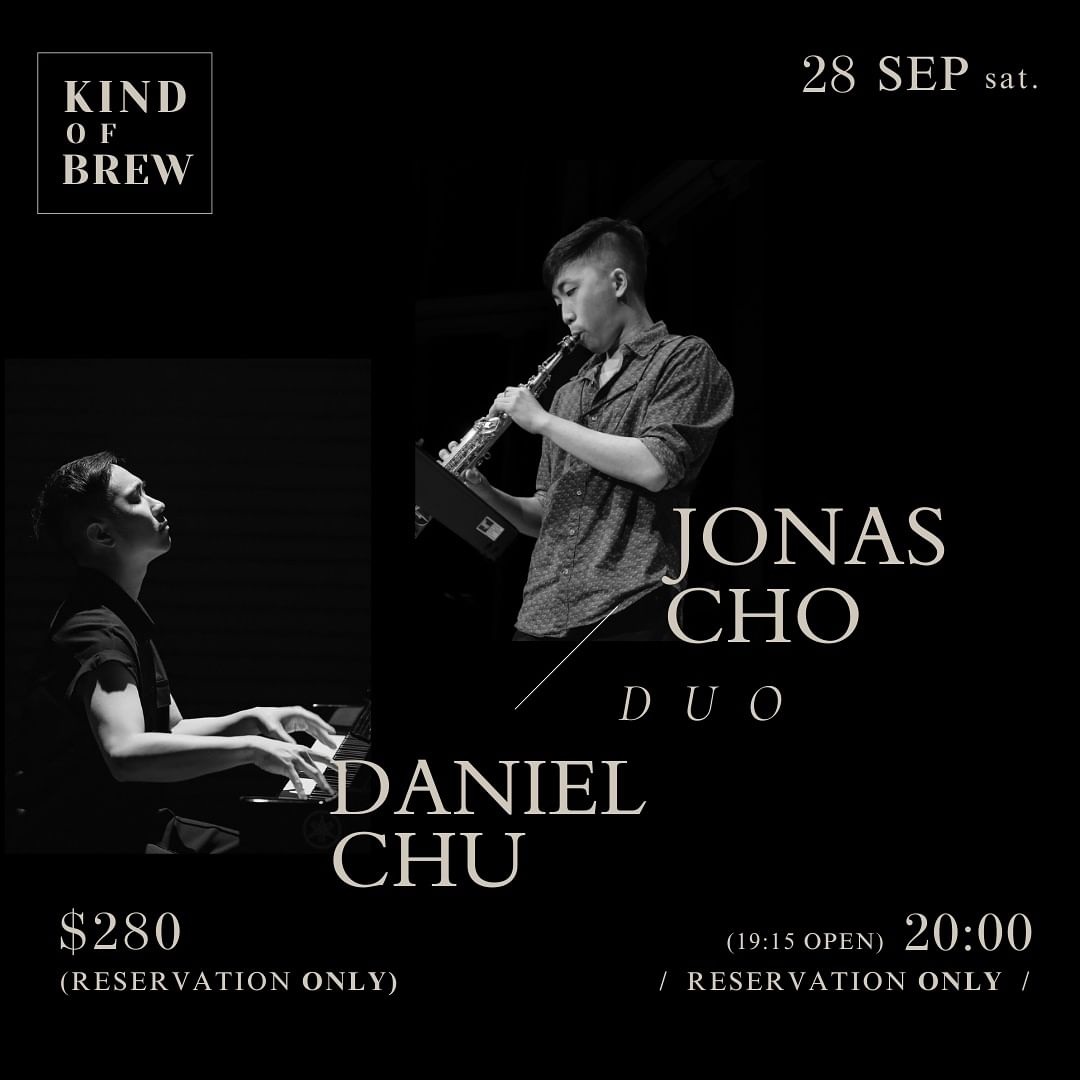 KIND
OF
BREW
28 SEP sat.
JONAS
CHO
DUO
DANIEL
CHU
$280
(RESERVATION ONLY)
(19:15 OPEN) 20:00
/ RESERVATION ONLY /